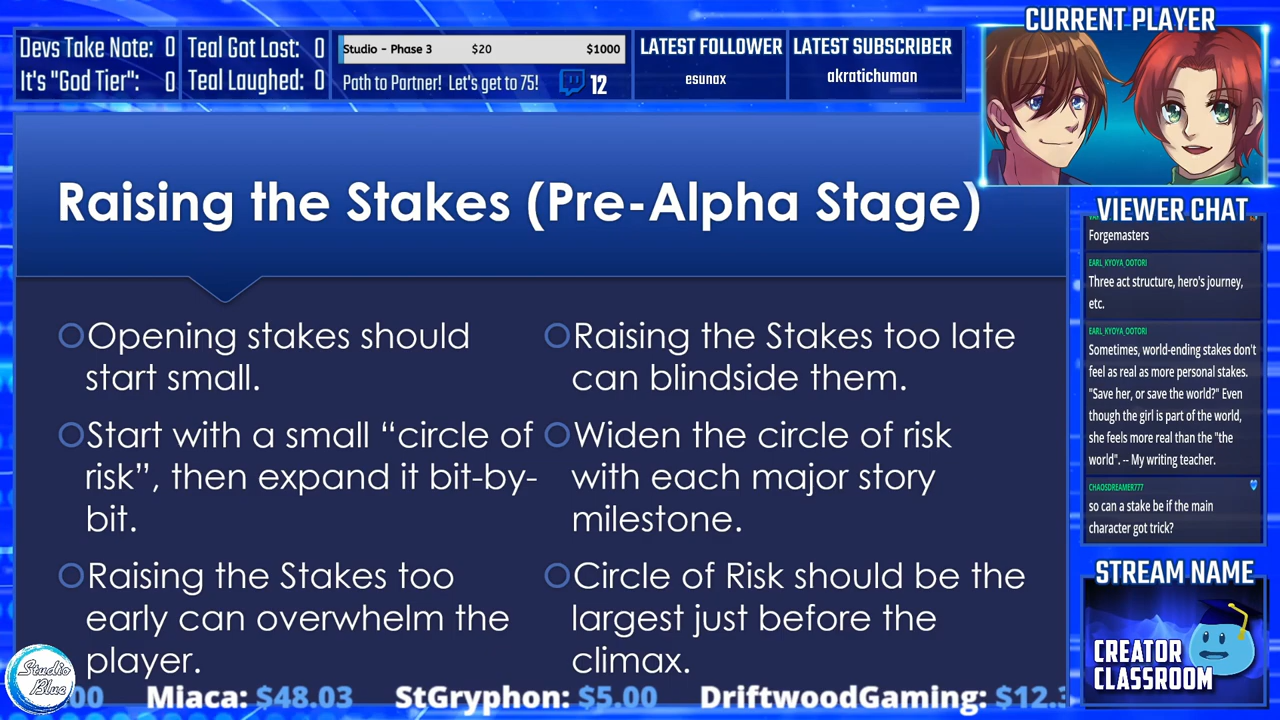 Devs Take Note: 0
It's "God Tier": 0
Teal Got Lost: 0
Teal Laughed: 0
Studio - Phase 3 $20 $1000
Path to Partner! Let's get to 75! 12
LATEST FOLLOWER
esunax
LATEST SUBSCRIBER
akratichuman
CURRENT PLAYER
Raising the Stakes (Pre-Alpha Stage)
Opening stakes should
start small.
Start with a small “circle of
risk”, then expand it bit-by-
bit.
Raising the Stakes too
early can overwhelm the
player.
Raising the Stakes too late
can blindside them.
Widen the circle of risk
with each major story
milestone.
Circle of Risk should be the
largest just before the
climax.
VIEWER CHAT
Forgemasters
EARL_KYOYA_OOTORI
Three act structure, hero's journey,
etc.
EARL_KYOYA_OOTORI
Sometimes, world-ending stakes don't
feel as real as more personal stakes.
"Save her, or save the world?" Even
though the girl is part of the world,
she feels more real than the "the
world". -- My writing teacher.
CHAOSDREAMER777
so can a stake be if the main
character got trick?
STREAM NAME
CREATOR
CLASSROOM
Studio
Blue
00 Miaca: $48.03 StGryphon: $5.00 DriftwoodGaming: $12.3